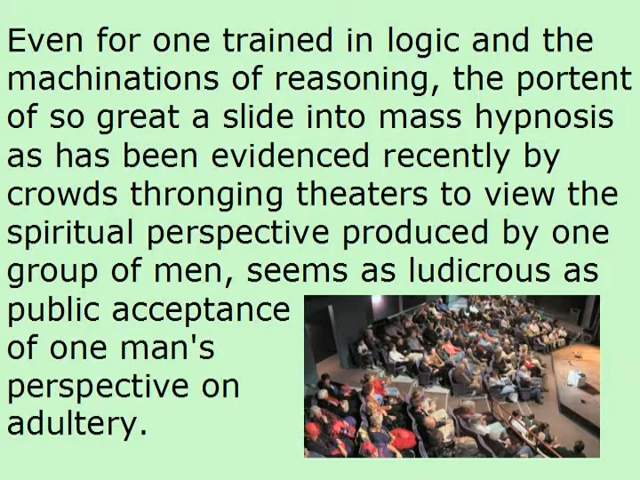 Even for one trained in logic and the
machinations of reasoning, the portent
of so great a slide into mass hypnosis
as has been evidenced recently by
crowds thronging theaters to view the
spiritual perspective produced by one
group of men, seems as ludicrous as
public acceptance
of one man's
perspective on
adultery.